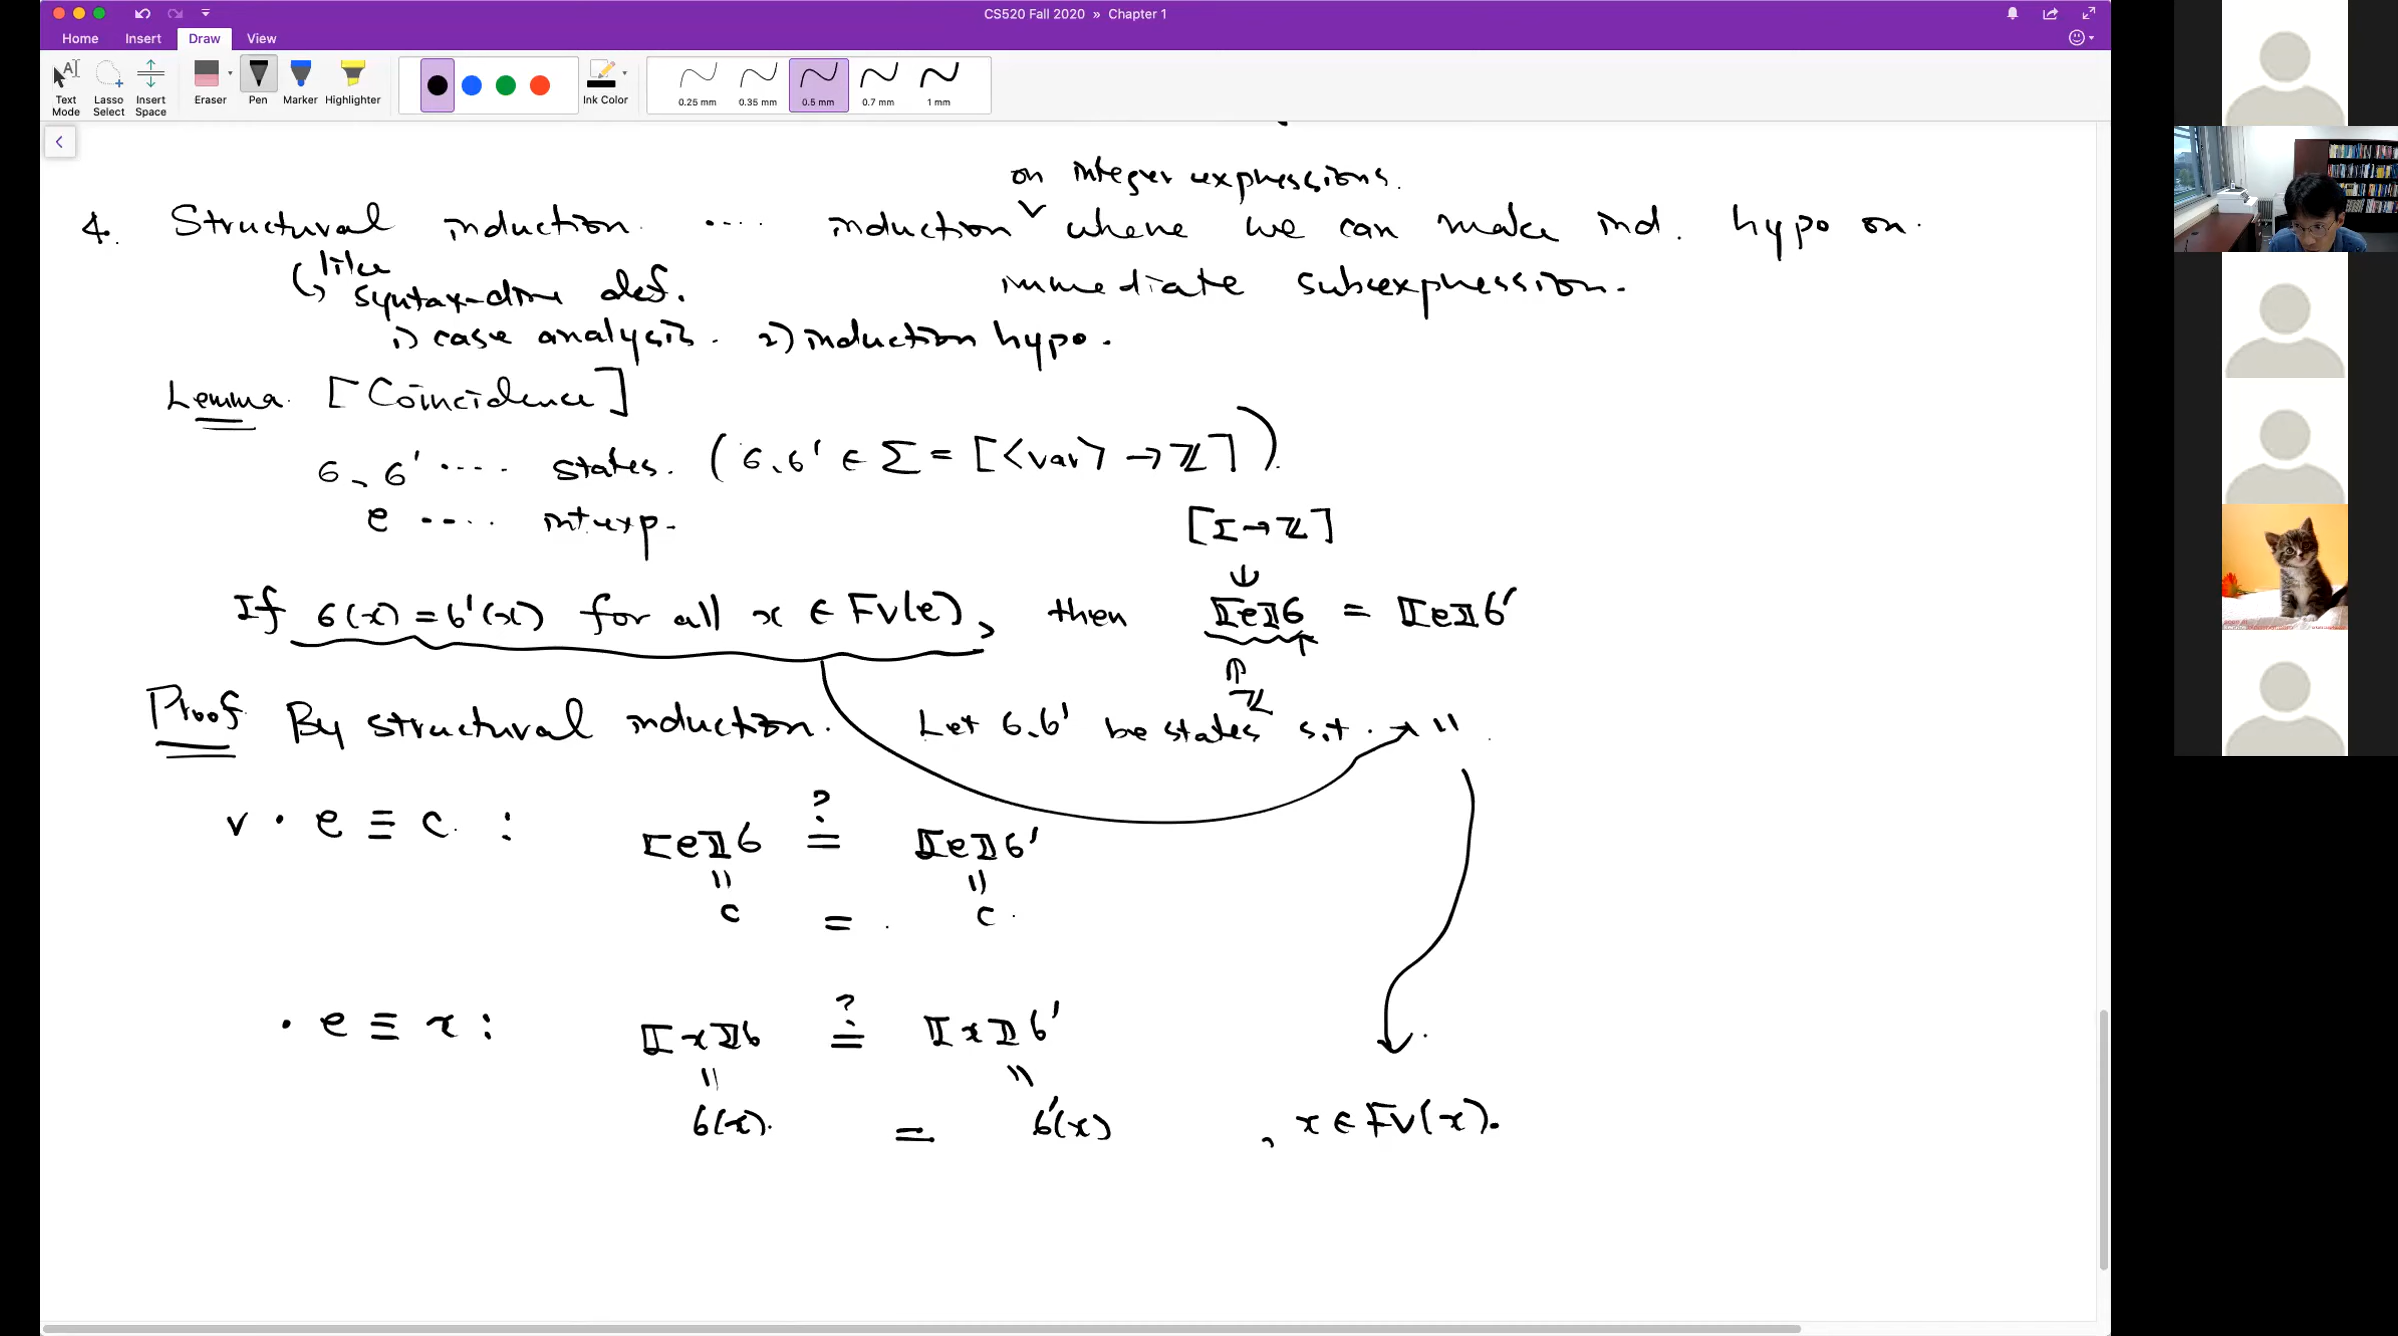 CS520 Fall 2020 » Chapter 1
Home Insert Draw View
Text Mode Lasso Select Insert Space Eraser Pen Marker Highlighter Ink Color 0.25 mm 0.35 mm 0.5 mm 0.7 mm 1 mm
on integer expressions.
4. Structural induction. .... induction ∨ where we can make ind. hypo on.
↳ like
syntax-dire def. immediate subexpression.
1) case analysis. 2) induction hypo.
Lemma. [Coincidence]
σ, σ' .... states. (σ, σ' ∈ Σ = [<var> → ℤ]).
e .... intexp.
[Σ→ℤ]
If σ(x) = σ'(x) for all x ∈ FV(e), then ⟦e⟧σ = ⟦e⟧σ'
ℤ
Proof. By structural induction. Let σ, σ' be states s.t. → "
v • e ≡ c. : ⟦e⟧σ ?= ⟦e⟧σ'
"  "
c = c
• e ≡ x : ⟦x⟧σ ?= ⟦x⟧σ'
"  "
σ(x). = σ'(x) , x ∈ FV(x).